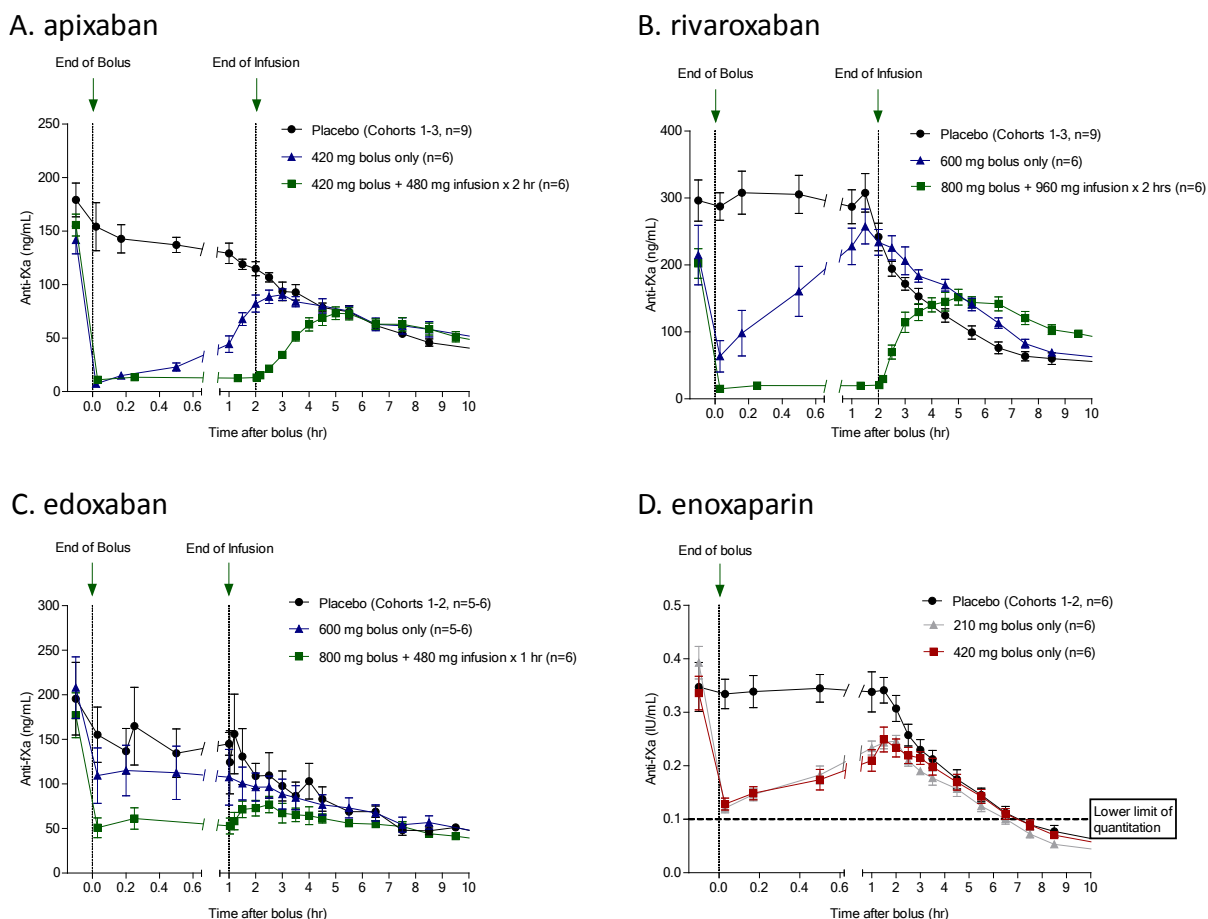 A. apixaban
End of Bolus
End of Infusion
Placebo (Cohorts 1-3, n=9)
420 mg bolus only (n=6)
420 mg bolus + 480 mg infusion x 2 hr (n=6)
Anti-fXa (ng/mL)
250
200
150
100
50
0
0.0 0.2 0.4 0.6 1 2 3 4 5 6 7 8 9 10
Time after bolus (hr)
B. rivaroxaban
End of Bolus
End of Infusion
Placebo (Cohorts 1-3, n=9)
600 mg bolus only (n=6)
800 mg bolus + 960 mg infusion x 2 hrs (n=6)
Anti-fXa (ng/mL)
400
300
200
100
0
0.0 0.2 0.4 0.6 1 2 3 4 5 6 7 8 9 10
Time after bolus (hr)
C. edoxaban
End of Bolus
End of Infusion
Placebo (Cohorts 1-2, n=5-6)
600 mg bolus only (n=5-6)
800 mg bolus + 480 mg infusion x 1 hr (n=6)
Anti-fXa (ng/mL)
300
250
200
150
100
50
0
0.0 0.2 0.4 0.6 1 2 3 4 5 6 7 8 9 10
Time after bolus (hr)
D. enoxaparin
End of bolus
Placebo (Cohorts 1-2, n=6)
210 mg bolus only (n=6)
420 mg bolus only (n=6)
Anti-fXa (IU/mL)
0.5
0.4
0.3
0.2
0.1
0.0
Lower limit of
quantitation
0.0 0.2 0.4 0.6 1 2 3 4 5 6 7 8 9 10
Time after bolus (hr)